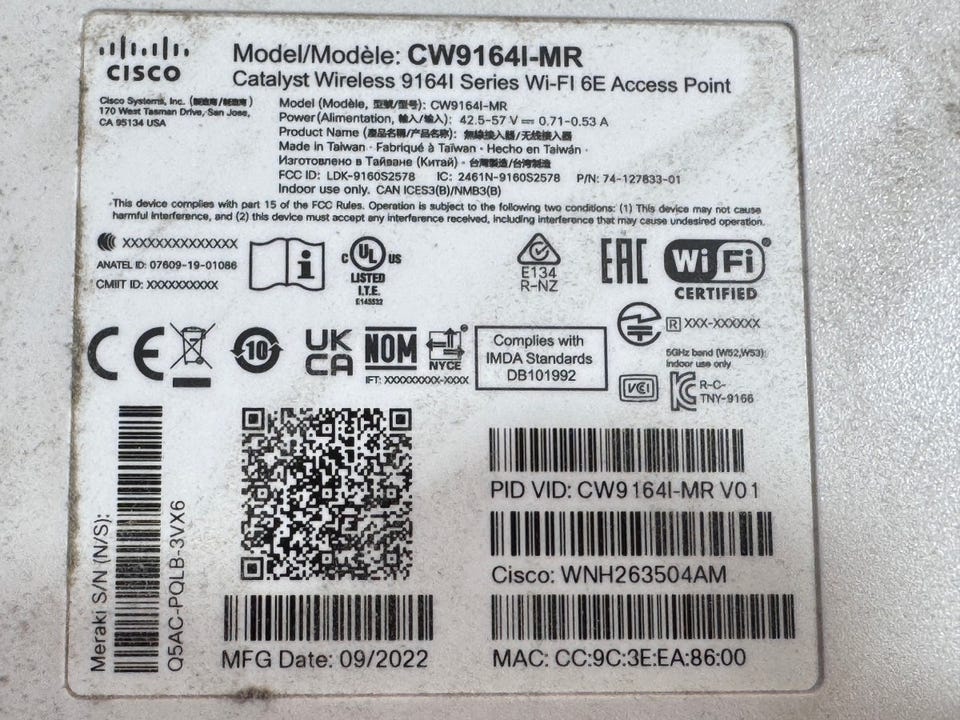 CISCO
Model/Modèle: CW9164I-MR
Catalyst Wireless 9164I Series Wi-FI 6E Access Point
Cisco Systems, Inc. (製造商/制造商)
170 West Tasman Drive, San Jose,
CA 95134 USA
Model (Modèle, 型號/型号): CW9164I-MR
Power (Alimentation, 輸入/输入): 42.5-57 V ⎓ 0.71-0.53 A
Product Name (產品名稱/产品名称): 無線接入器/无线接入器
Made in Taiwan · Fabriqué à Taïwan · Hecho en Taiwán ·
Изготовлено в Тайване (Китай) · 台灣製造/台湾制造
FCC ID: LDK-9160S2578 IC: 2461N-9160S2578 P/N: 74-127833-01
Indoor use only. CAN ICES3(B)/NMB3(B)
This device complies with part 15 of the FCC Rules. Operation is subject to the following two conditions: (1) This device may not cause
harmful interference, and (2) this device must accept any interference received, including interference that may cause undesired operation.
XXXXXXXXXXXXXXX
ANATEL ID: 07609-19-01086
CMIIT ID: XXXXXXXXXX
i
C UL US
LISTED
I.T.E.
E145532
E134
R-NZ
EAC
Wi Fi
CERTIFIED
R XXX-XXXXXX
5GHz band (W52,W53):
Indoor use only
CE
10
UK
CA
NOM
NYCE
IFT: XXXXXXXXX-XXXX
Complies with
IMDA Standards
DB101992
VCI
R-C-
TNY-9166
Meraki S/N (N/S):
Q5AC-PQLB-3VX6
MFG Date: 09/2022
PID VID: CW9164I-MR V01
Cisco: WNH263504AM
MAC: CC:9C:3E:EA:86:00